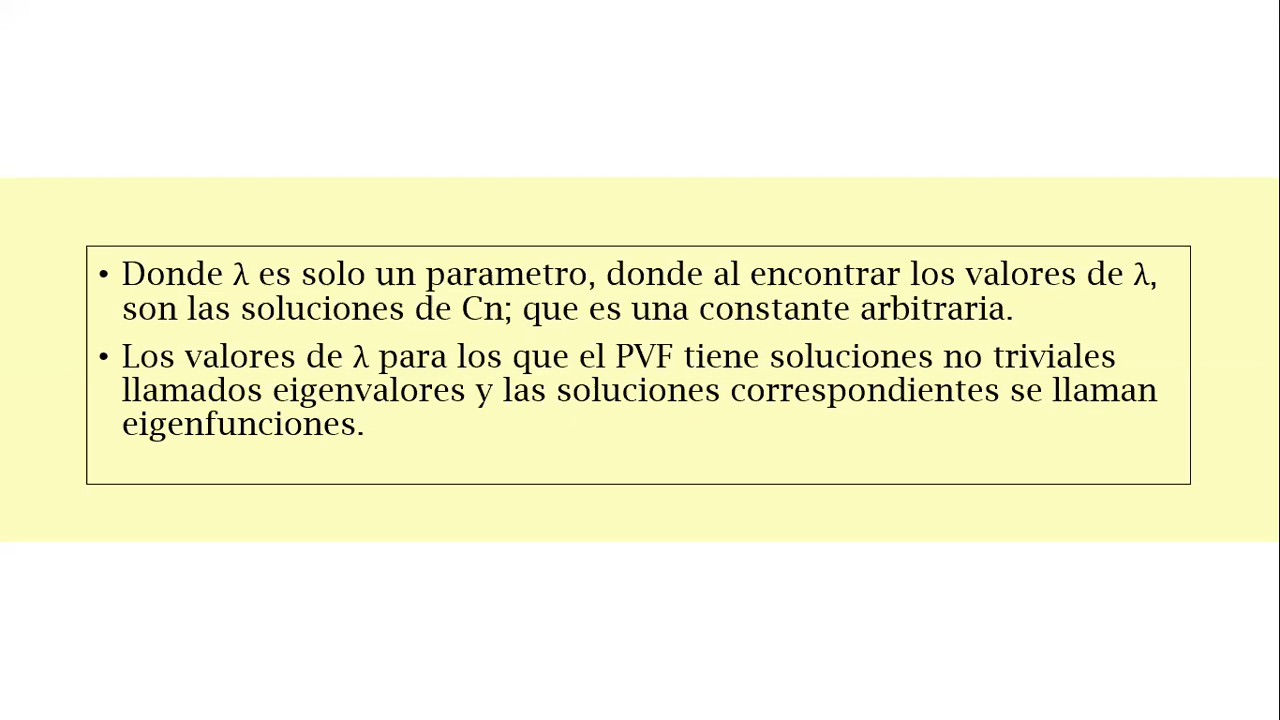 • Donde λ es solo un parametro, donde al encontrar los valores de λ,
son las soluciones de Cn; que es una constante arbitraria.
• Los valores de λ para los que el PVF tiene soluciones no triviales
llamados eigenvalores y las soluciones correspondientes se llaman
eigenfunciones.